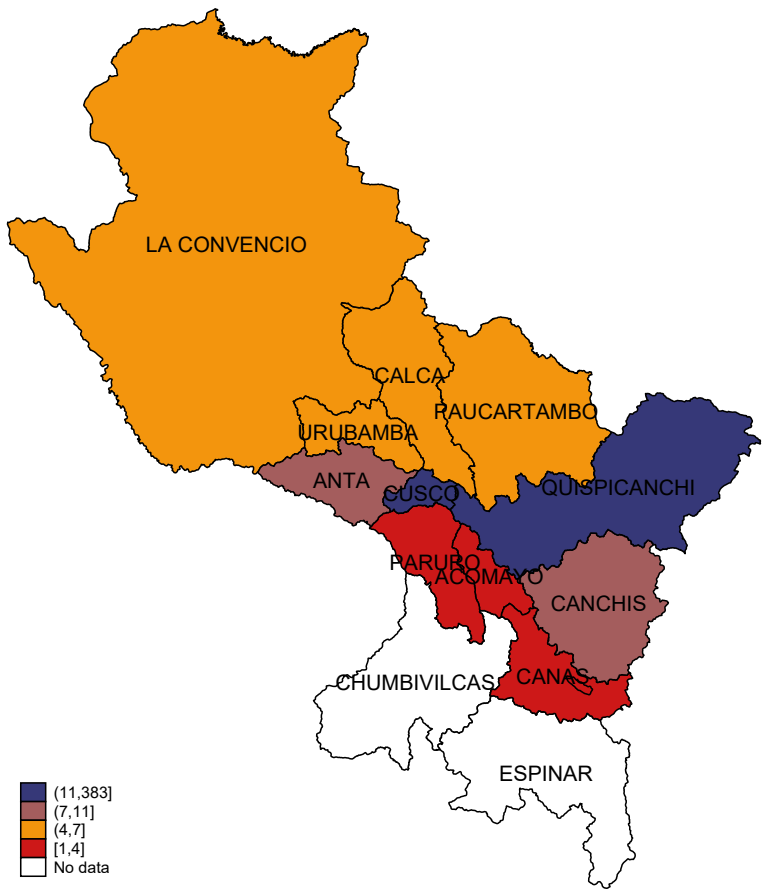 LA CONVENCIO
CALCA
PAUCARTAMBO
URUBAMBA
ANTA
CUSCO
QUISPICANCHI
PARURO
ACOMAYO
CANCHIS
CHUMBIVILCAS
CANAS
ESPINAR
(11,383]
(7,11]
(4,7]
[1,4]
No data